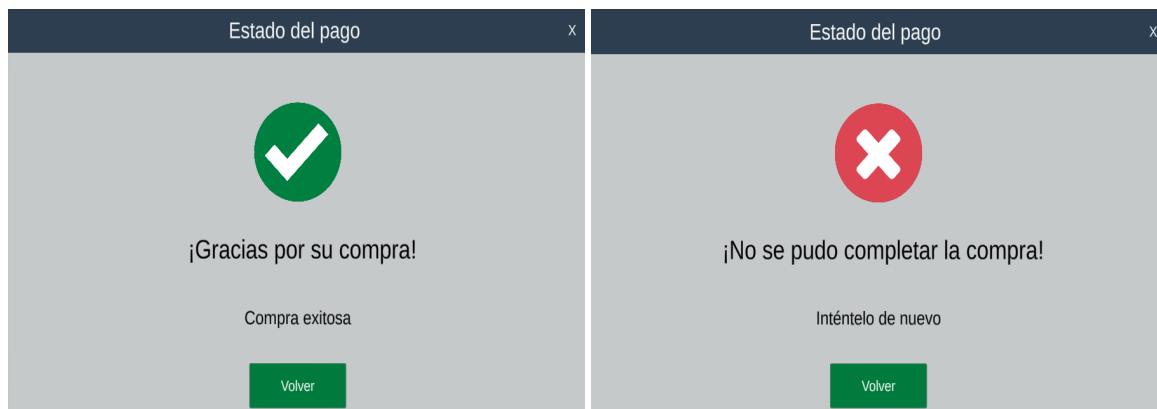 Estado del pago X
¡Gracias por su compra!
Compra exitosa
Volver
Estado del pago X
¡No se pudo completar la compra!
Inténtelo de nuevo
Volver